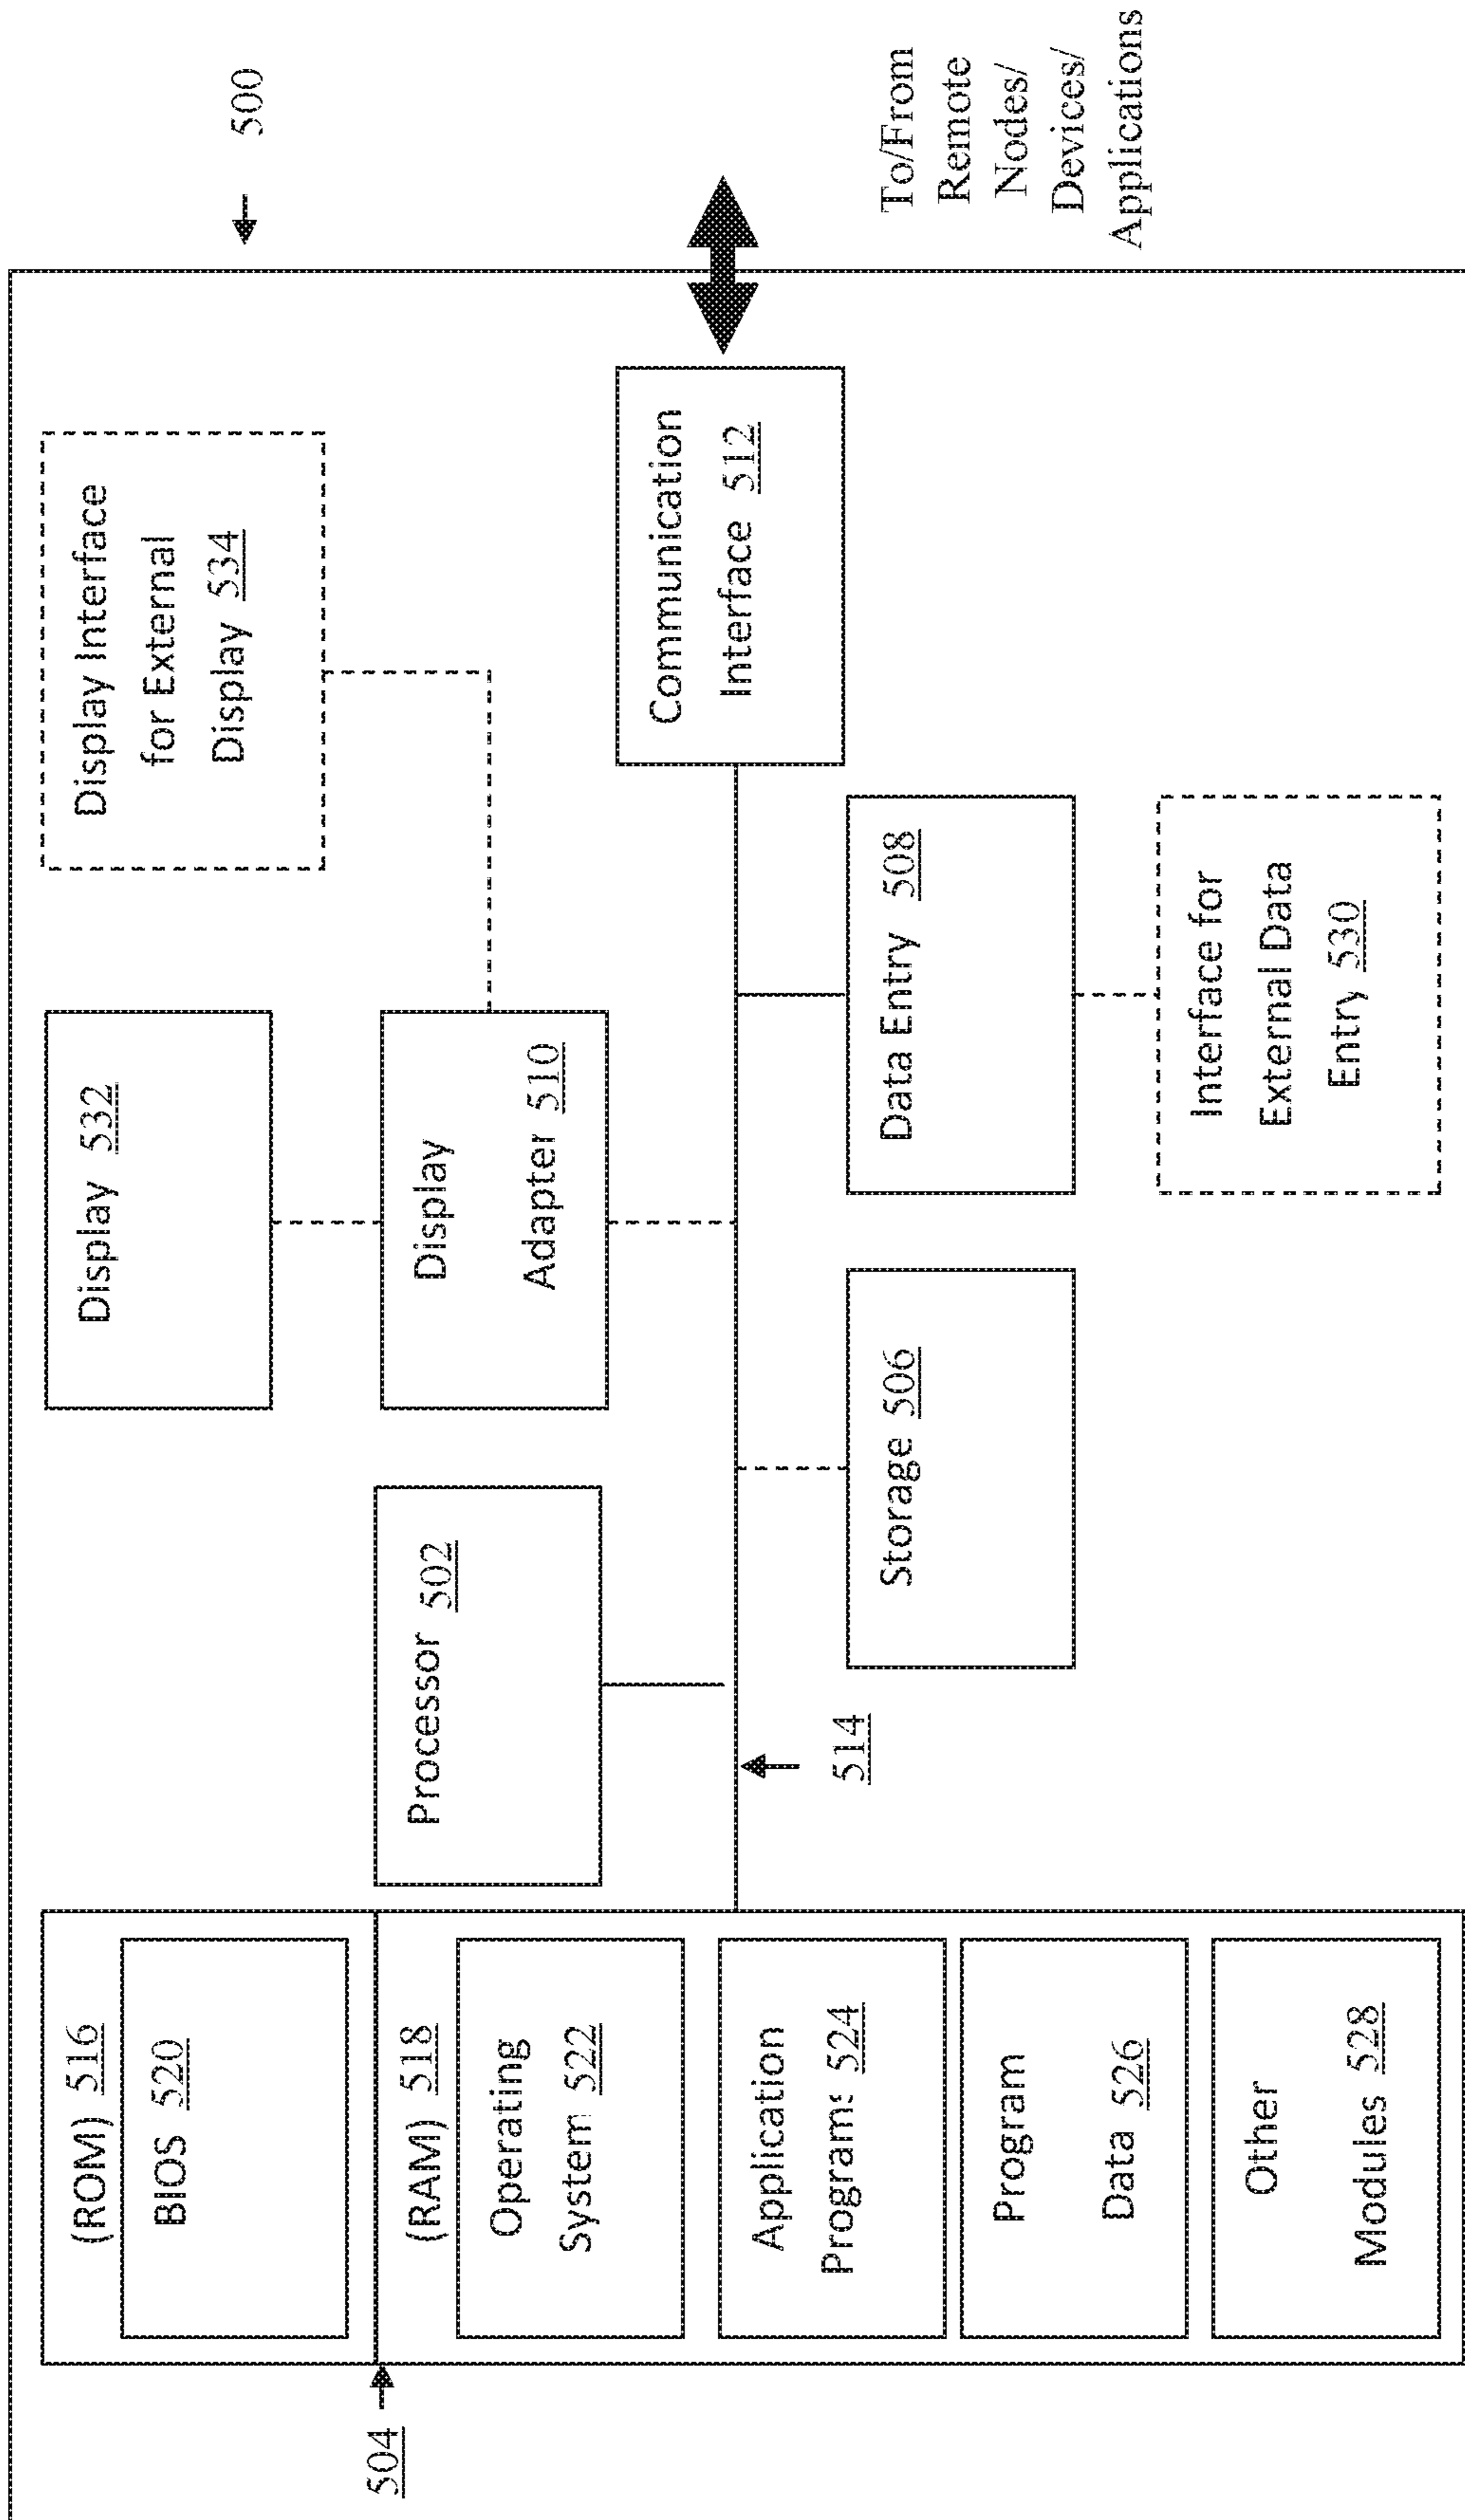 500
(ROM) 516
BIOS 520
(RAM) 518
Operating
System 522
Application
Programs 524
Program
Data 526
Other
Modules 528
504
Processor 502
514
Display 532
Display
Adapter 510
Storage 506
Display Interface
for External
Display 534
Data Entry 508
Interface for
External Data
Entry 530
Communication
Interface 512
To/From
Remote
Nodes/
Devices/
Applications